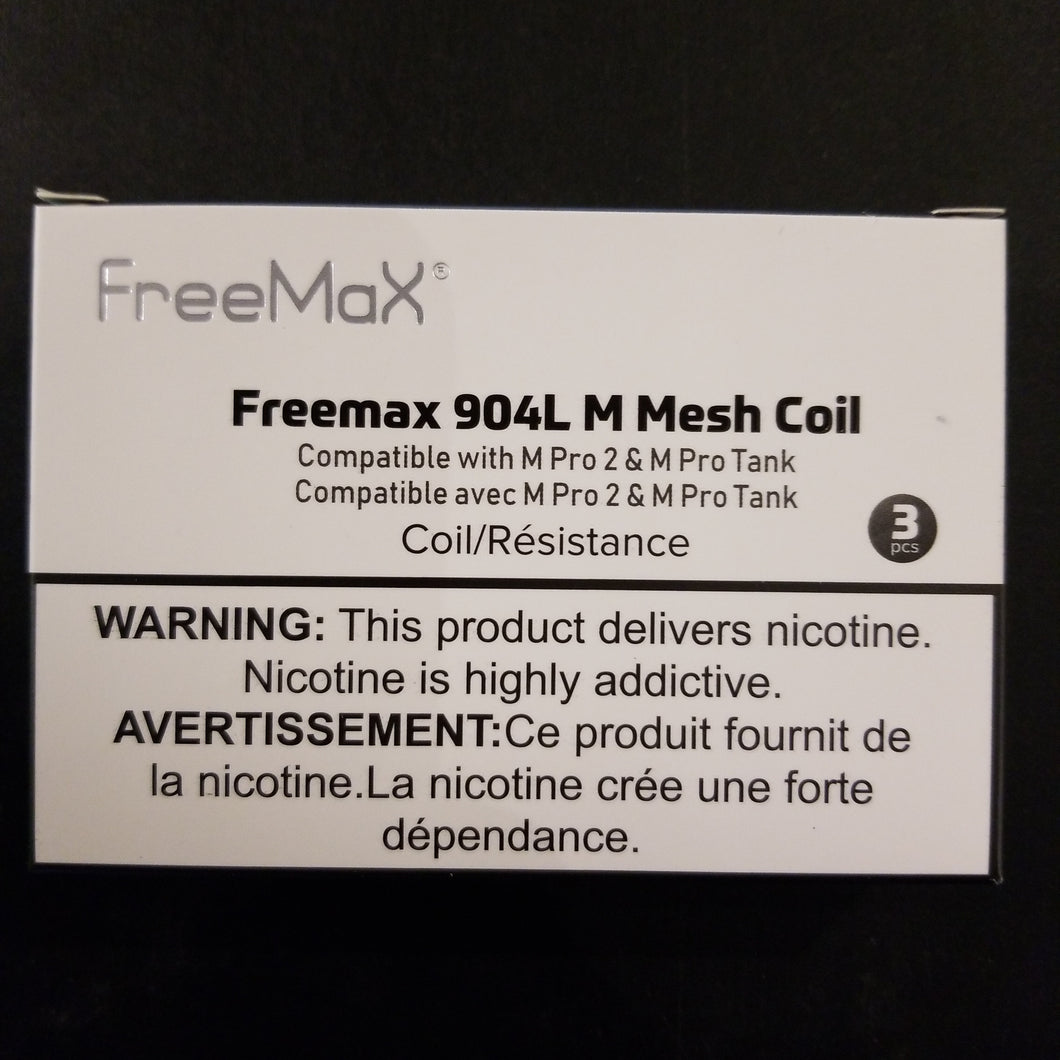 FreeMaX®
Freemax 904L M Mesh Coil
Compatible with M Pro 2 & M Pro Tank
Compatible avec M Pro 2 & M Pro Tank
Coil/Résistance
3
pcs
WARNING: This product delivers nicotine.
Nicotine is highly addictive.
AVERTISSEMENT:Ce produit fournit de
la nicotine.La nicotine crée une forte
dépendance.